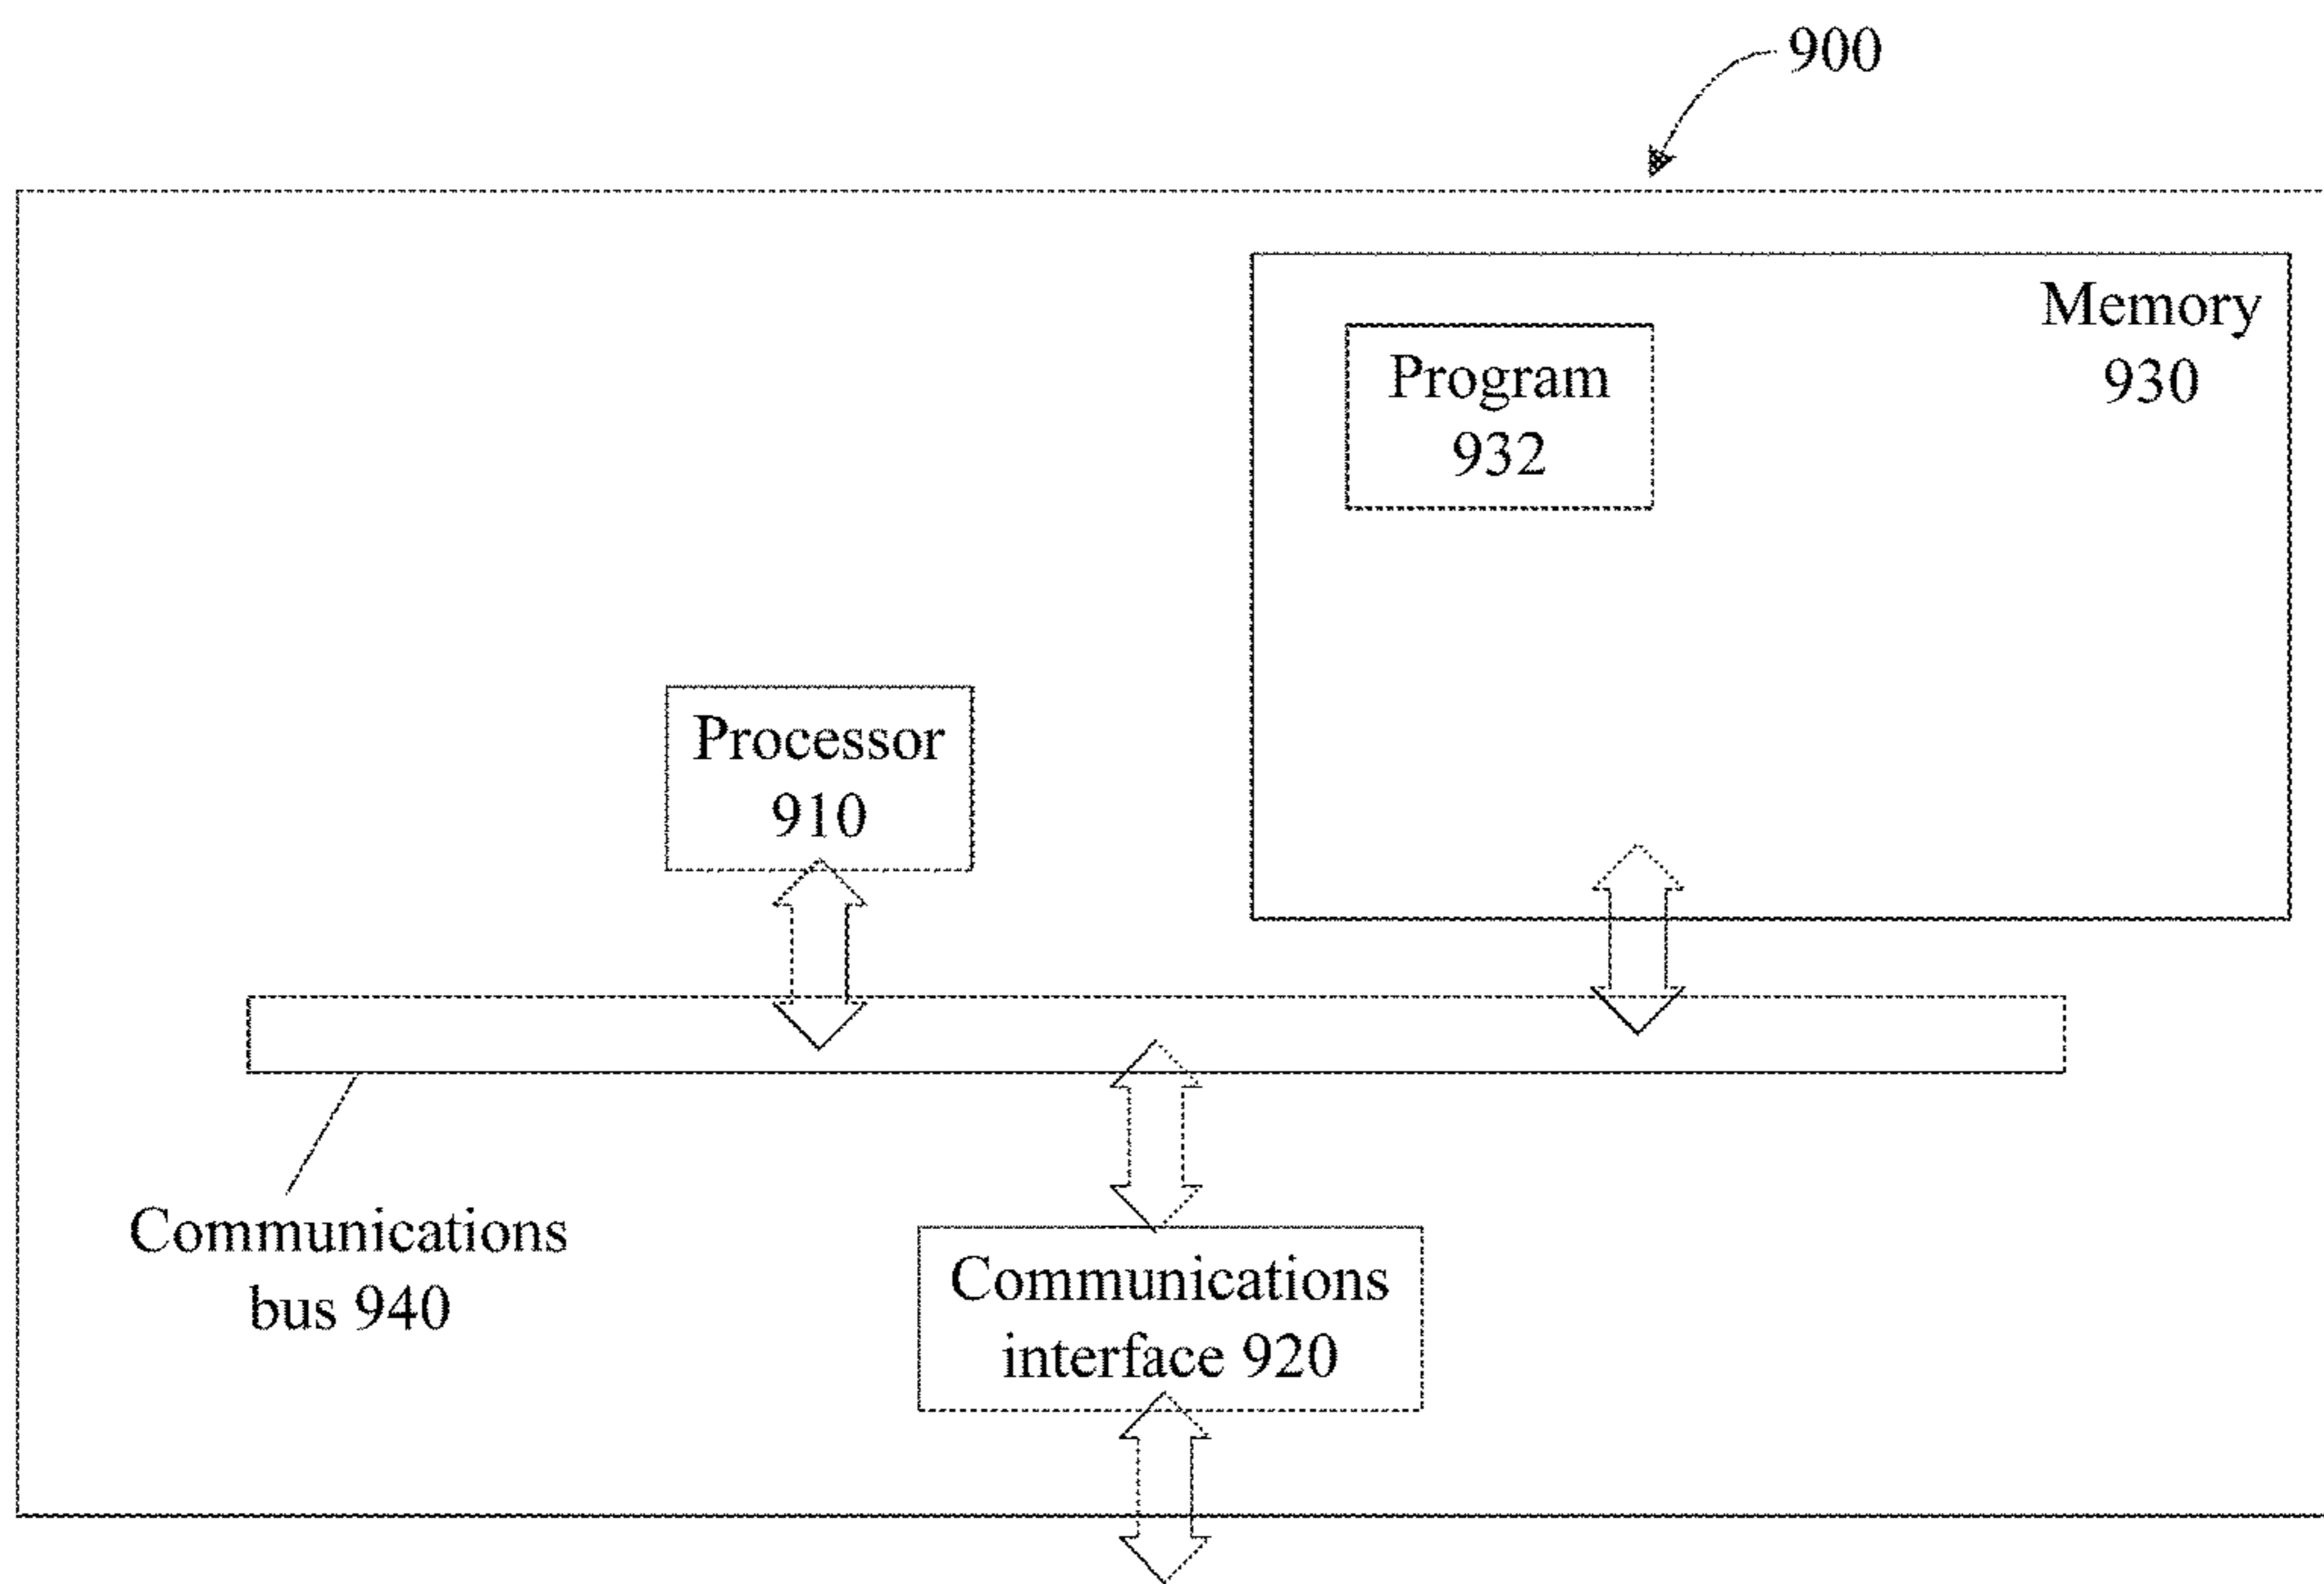 900
Memory
930
Program
932
Processor
910
Communications
bus 940
Communications
interface 920